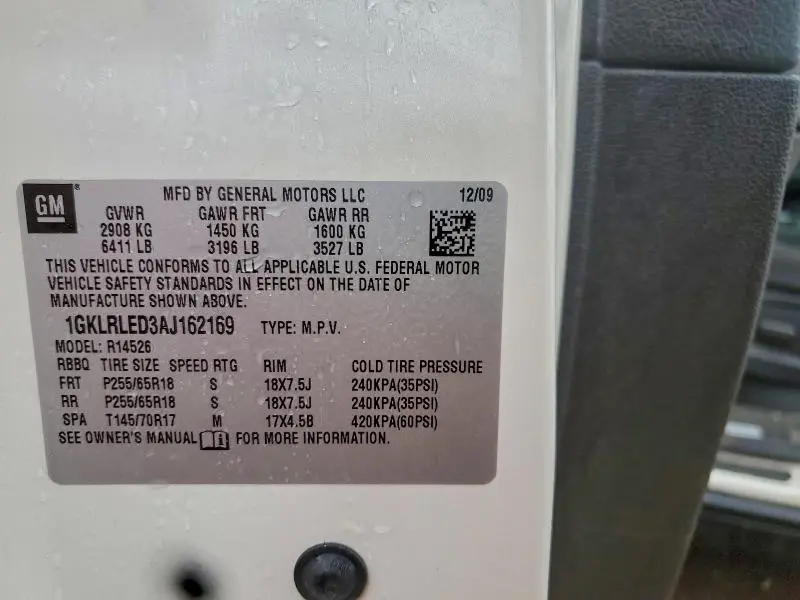 GM
MFD BY GENERAL MOTORS LLC 12/09
GVWR GAWR FRT GAWR RR
2908 KG 1450 KG 1600 KG
6411 LB 3196 LB 3527 LB
THIS VEHICLE CONFORMS TO ALL APPLICABLE U.S. FEDERAL MOTOR
VEHICLE SAFETY STANDARDS IN EFFECT ON THE DATE OF
MANUFACTURE SHOWN ABOVE.
1GKLRLED3AJ162169 TYPE: M.P.V.
MODEL: R14526
RBBQ TIRE SIZE SPEED RTG RIM COLD TIRE PRESSURE
FRT P255/65R18 S 18X7.5J 240KPA(35PSI)
RR P255/65R18 S 18X7.5J 240KPA(35PSI)
SPA T145/70R17 M 17X4.5B 420KPA(60PSI)
SEE OWNER'S MANUAL FOR MORE INFORMATION.